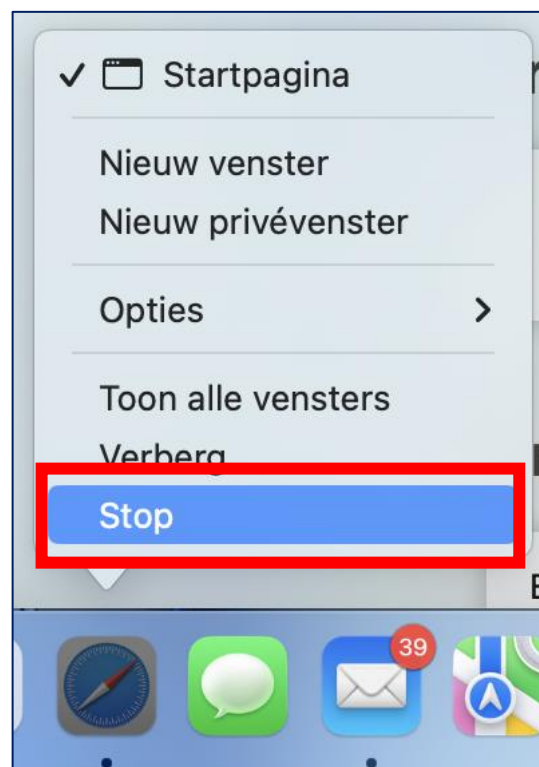 Startpagina
Nieuw venster
Nieuw privévenster
Opties
Toon alle vensters
Verberg
Stop
39